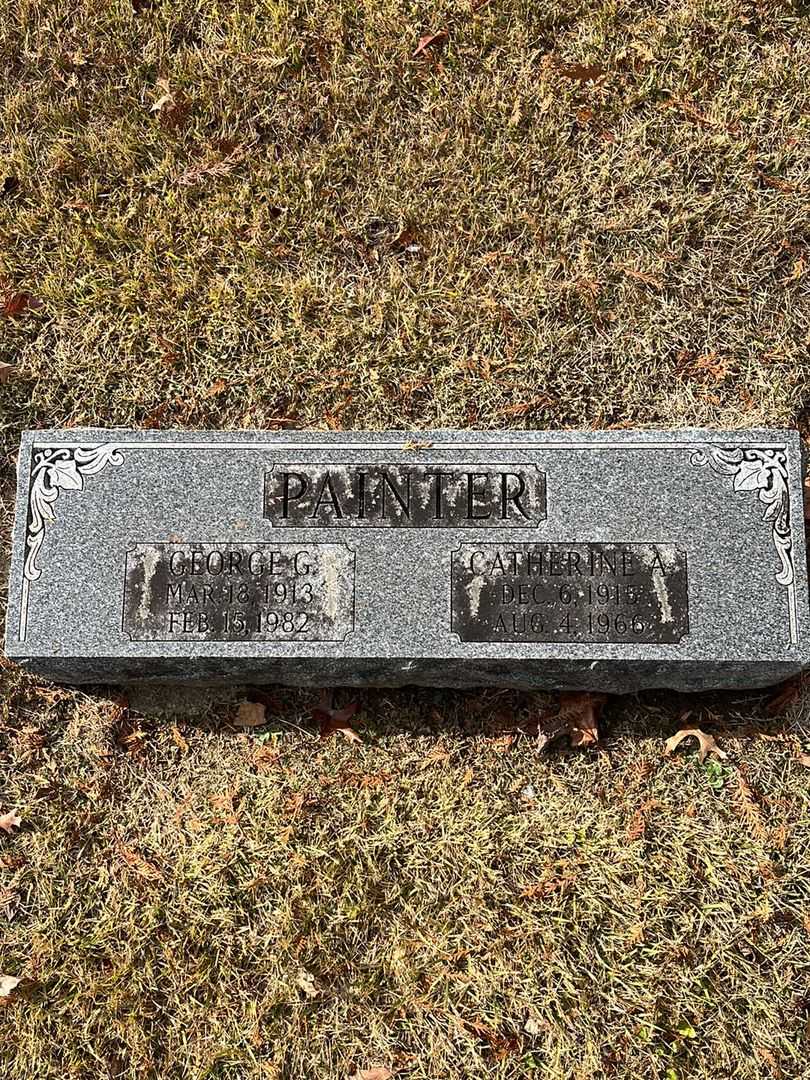 PAINTER
GEORGE G.
MAR. 18, 1913
FEB. 15, 1982
CATHERINE A.
DEC. 6, 1915
AUG. 4, 1966